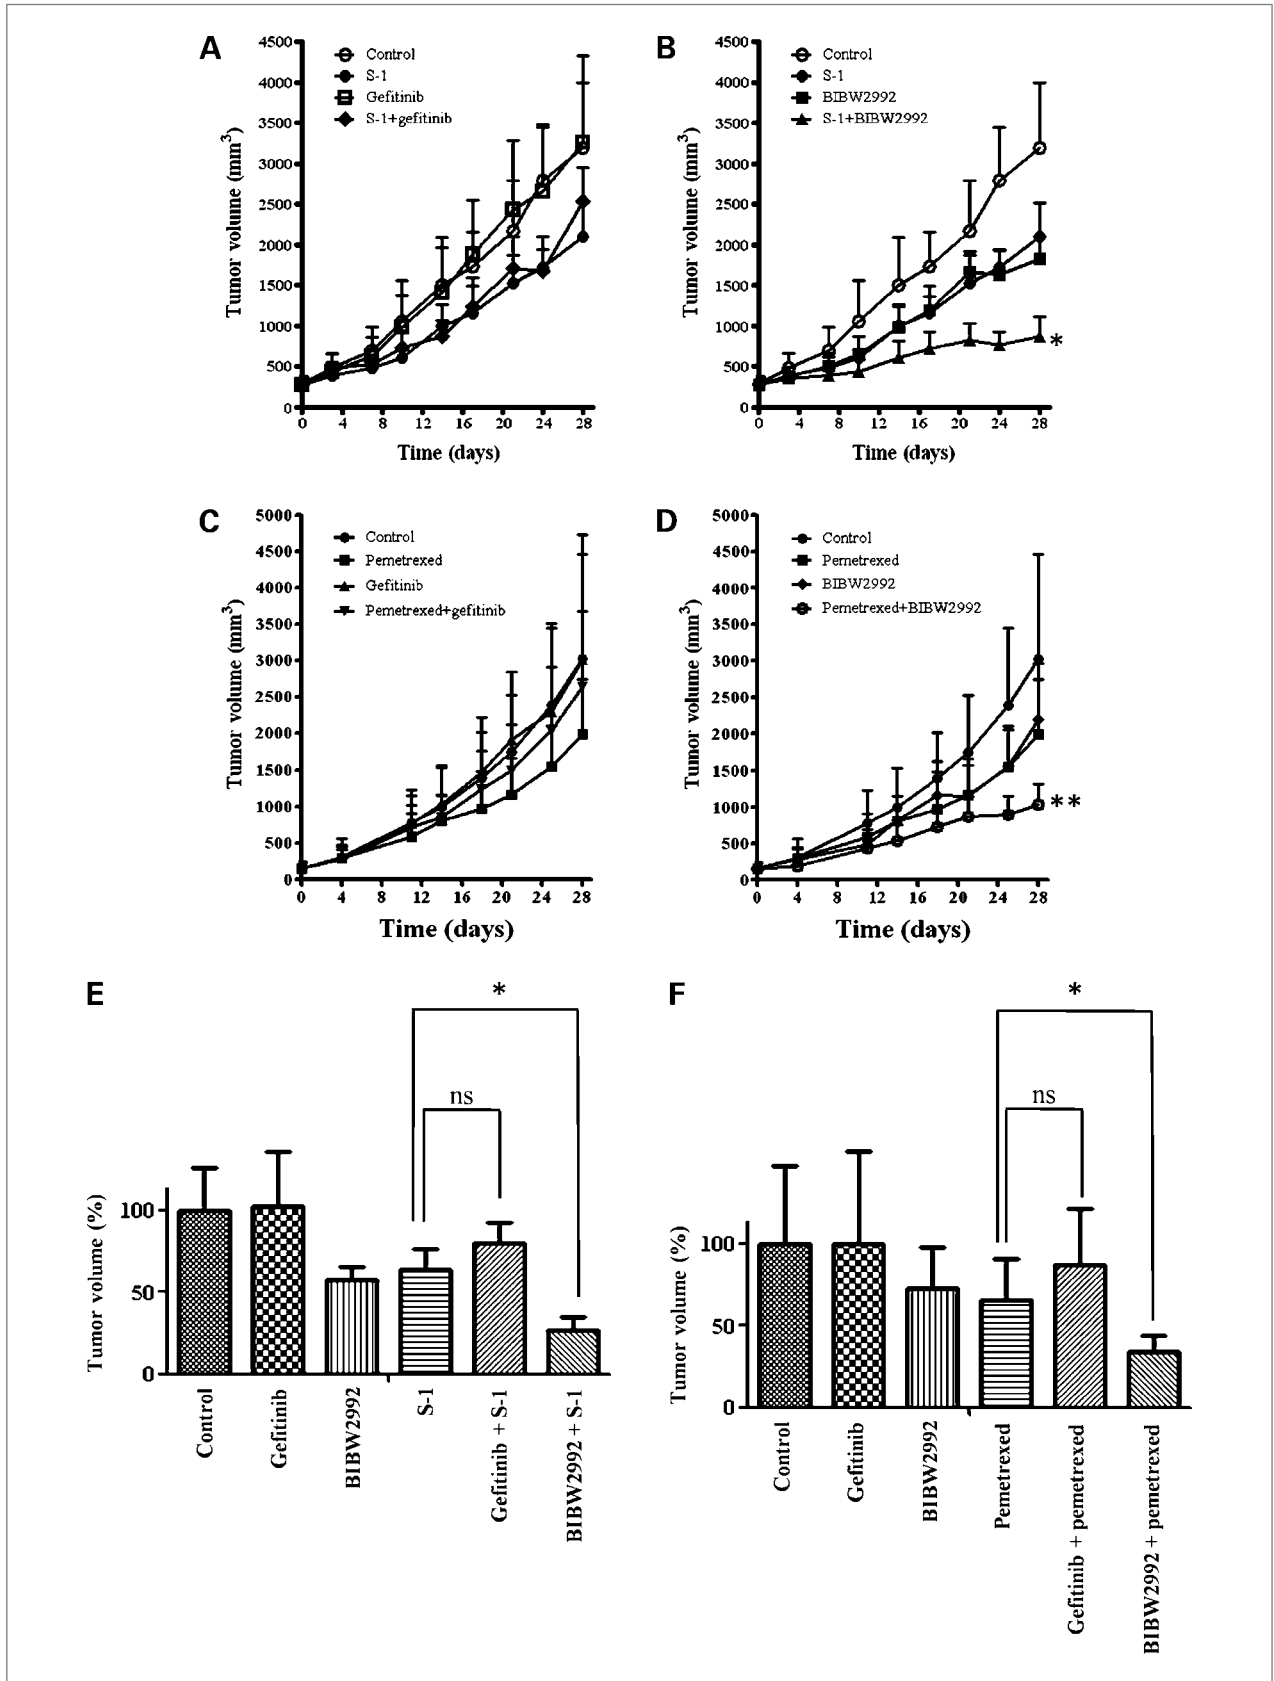 A
4500
4000
3500
3000
2500
2000
1500
1000
500
0
Tumor volume (mm³)
Control
S-1
Gefitinib
S-1+gefitinib
0 4 8 12 16 20 24 28
Time (days)
B
4500
4000
3500
3000
2500
2000
1500
1000
500
0
Tumor volume (mm³)
Control
S-1
BIBW2992
S-1+BIBW2992
*
0 4 8 12 16 20 24 28
Time (days)
C
5000
4500
4000
3500
3000
2500
2000
1500
1000
500
0
Tumor volume (mm³)
Control
Pemetrexed
Gefitinib
Pemetrexed+gefitinib
0 4 8 12 16 20 24 28
Time (days)
D
5000
4500
4000
3500
3000
2500
2000
1500
1000
500
0
Tumor volume (mm³)
Control
Pemetrexed
BIBW2992
Pemetrexed+BIBW2992
**
0 4 8 12 16 20 24 28
Time (days)
E
*
ns
100
50
0
Tumor volume (%)
Control
Gefitinib
BIBW2992
S-1
Gefitinib + S-1
BIBW2992 + S-1
F
*
ns
100
50
0
Tumor volume (%)
Control
Gefitinib
BIBW2992
Pemetrexed
Gefitinib + pemetrexed
BIBW2992 + pemetrexed